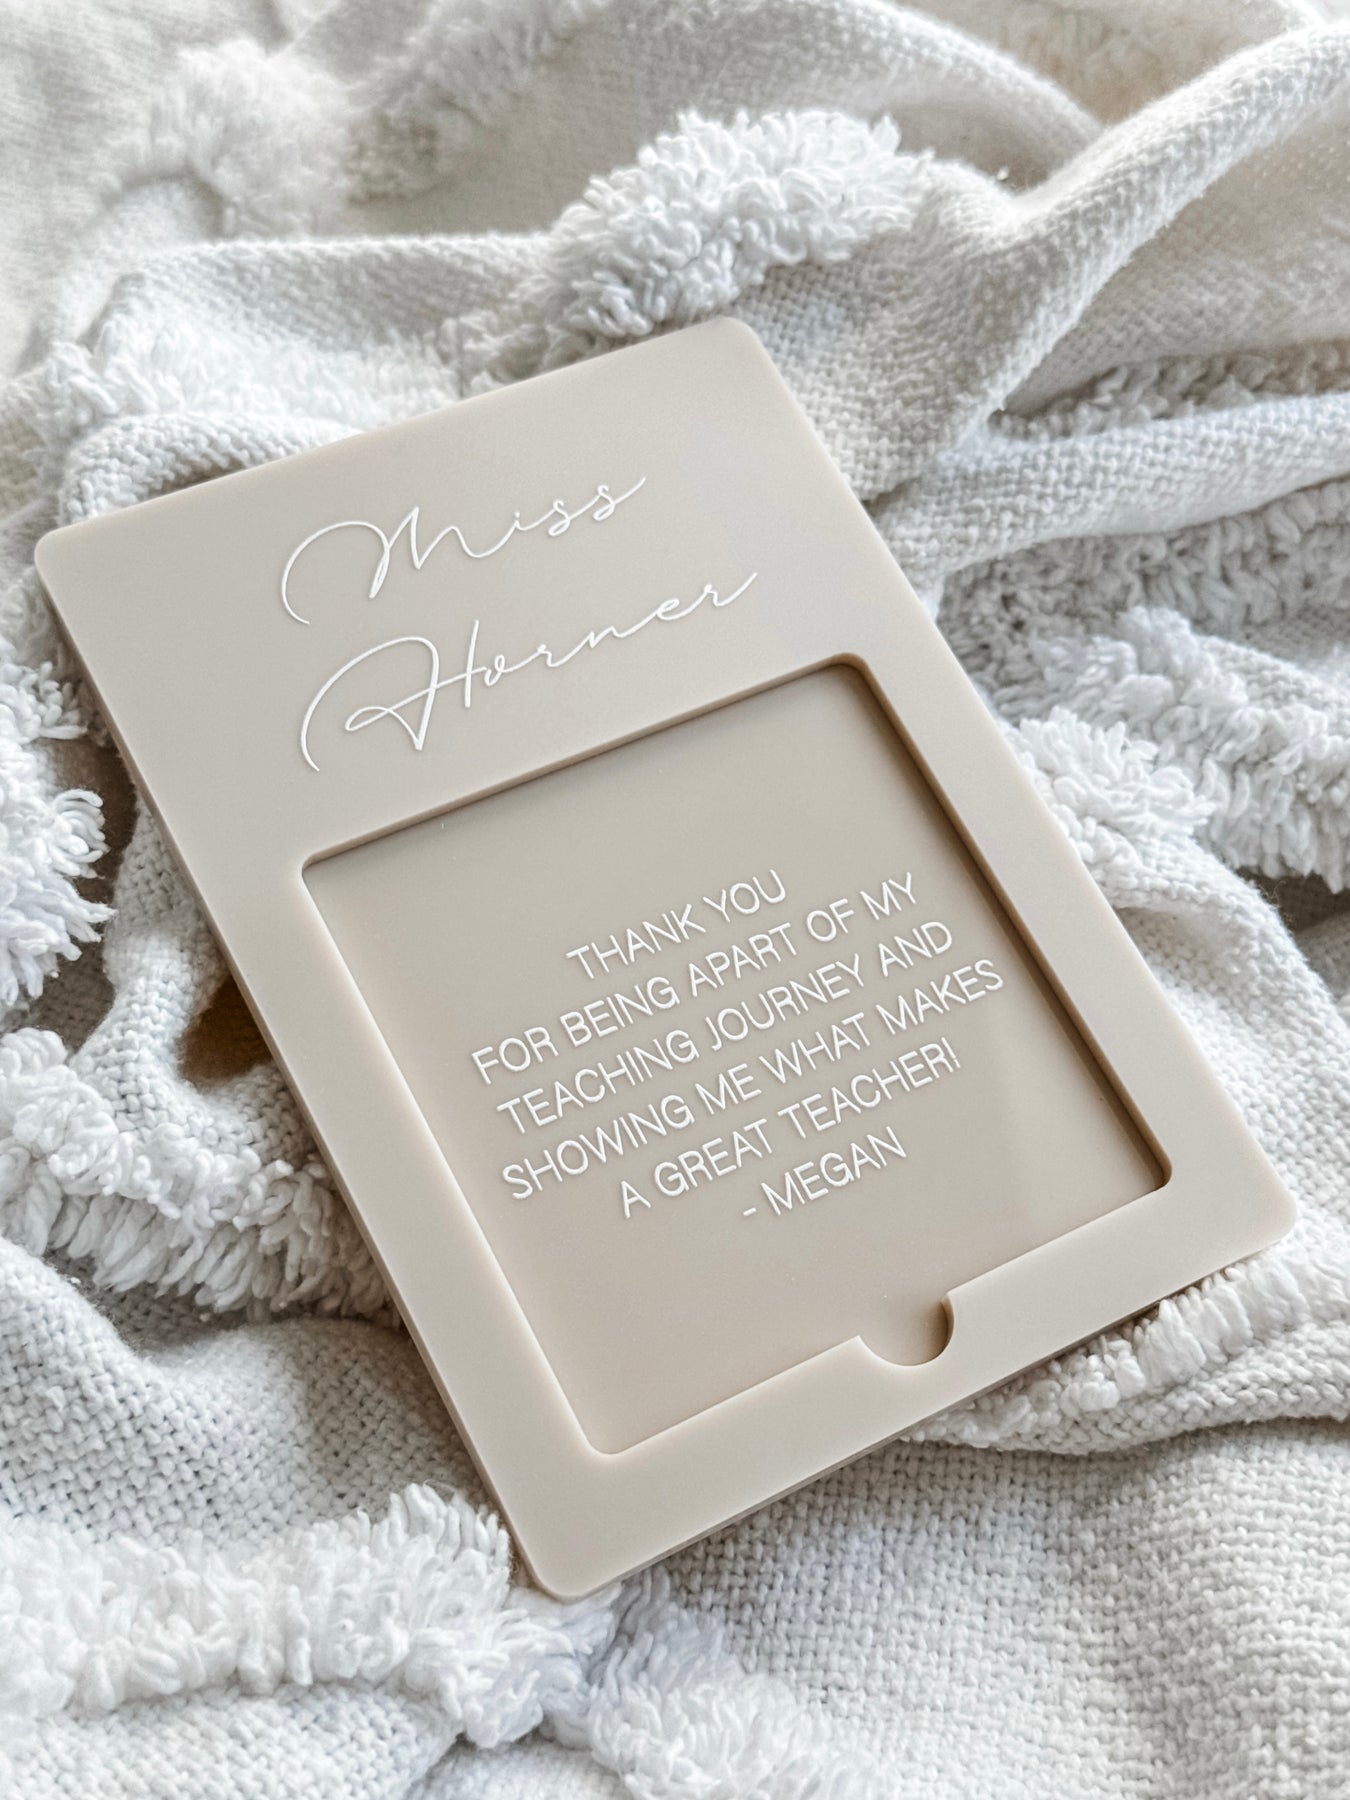 Miss
Horner
THANK YOU
FOR BEING APART OF MY
TEACHING JOURNEY AND
SHOWING ME WHAT MAKES
A GREAT TEACHER!
- MEGAN